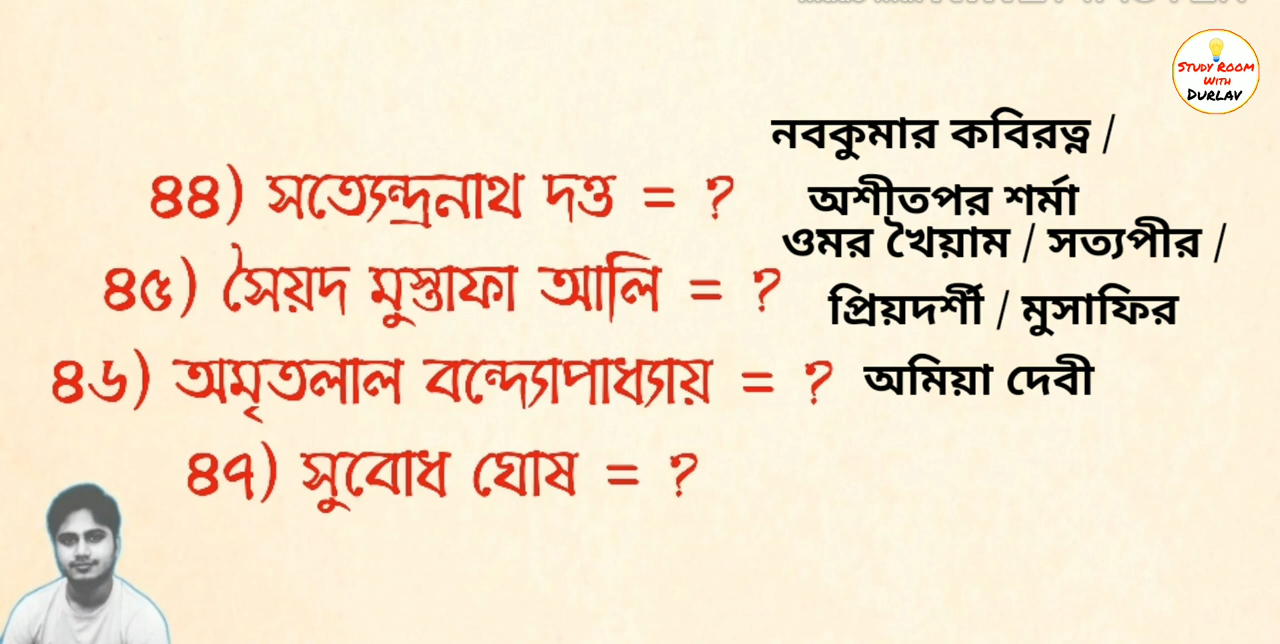 STUDY ROOM
WITH
DURLAV
নবকুমার কবিরত্ন /
৪৪) সত্যেন্দ্রনাথ দত্ত = ?
অশীতপর শর্মা
ওমর খৈয়াম / সত্যপীর /
৪৫) সৈয়দ মুস্তাফা আলি = ?
প্রিয়দর্শী / মুসাফির
৪৬) অমৃতলাল বন্দ্যোপাধ্যায় = ? অমিয়া দেবী
৪৭) সুবোধ ঘোষ = ?